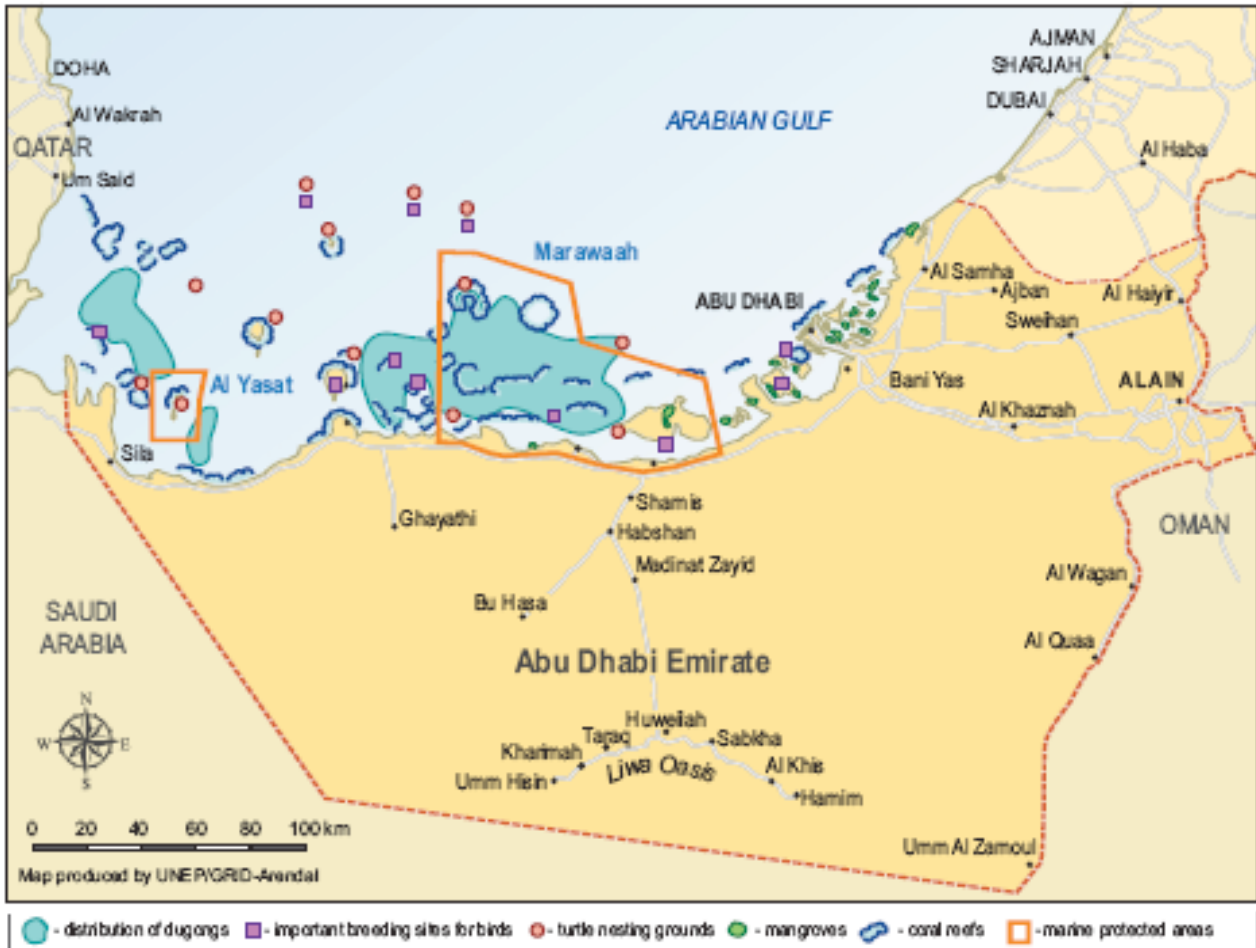 AJMAN
SHARJAH
DOHA
DUBAI
ARABIAN GULF
Al Wakrah
QATAR
Al Haba
Um Said
Marawaah
Al Samha
Ajban
Al Haiyir
ABU DHABI
Sweihan
Al Yasat
Bani Yas
ALAIN
Al Khaznah
Sila
Shamis
Ghayathi
Habshan
OMAN
Madinat Zayid
Al Wagan
Bu Hasa
SAUDI
ARABIA
Al Quaa
Abu Dhabi Emirate
N
W E
S
Huweilah
Taraq
Sabkha
Kharimah
Liwa Oasis
Umm Hisin
Al Khis
Hamim
0 20 40 60 80 100 km
Umm Al Zamoul
Map produced by UNEP/GRID-Arendal
- distribution of dugongs - important breeding sites for birds - turtle nesting grounds - mangroves - coral reefs - marine protected areas